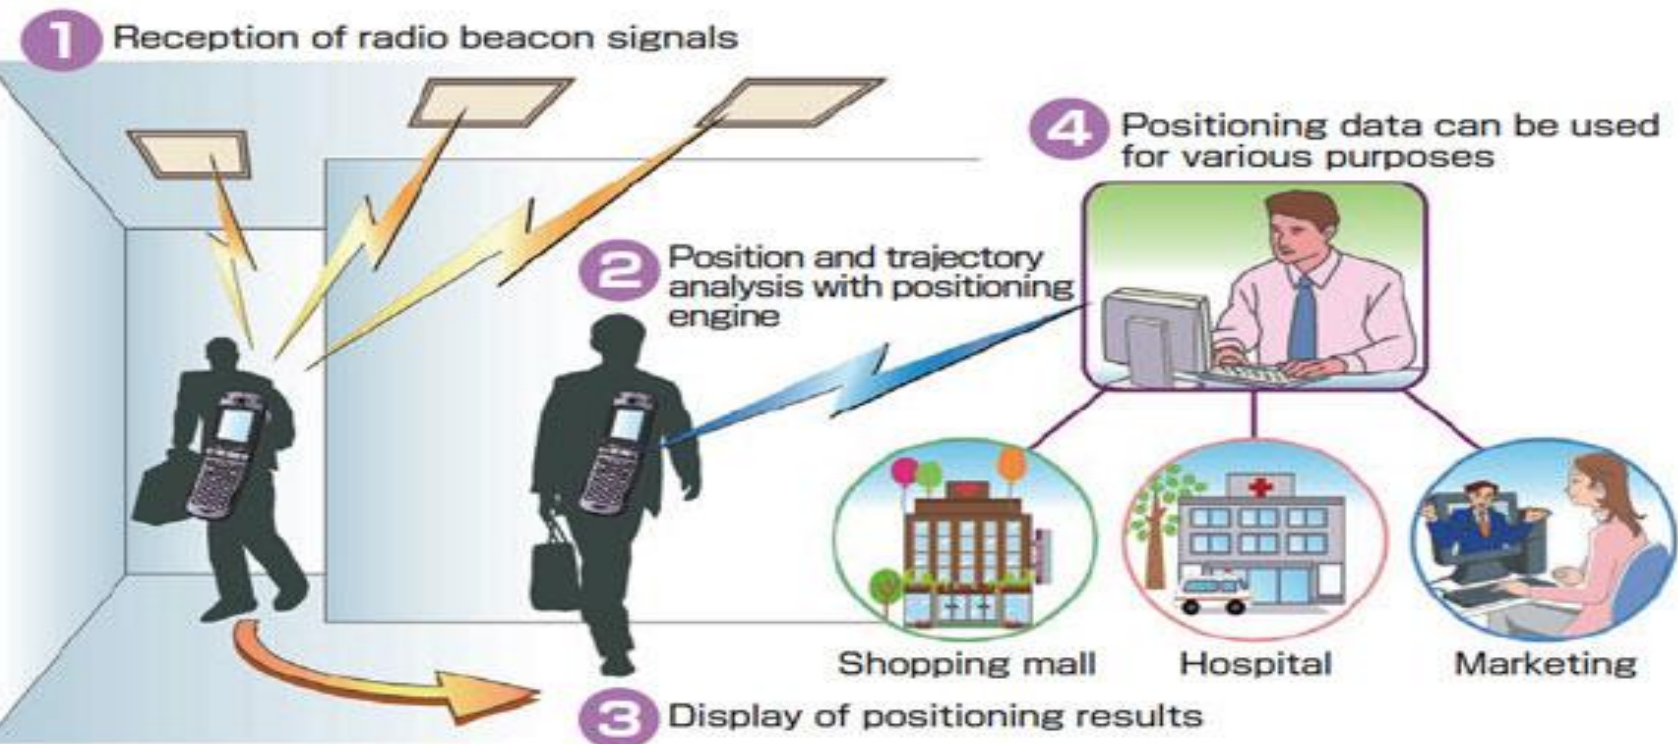 1 Reception of radio beacon signals
4 Positioning data can be used
for various purposes
2 Position and trajectory
analysis with positioning
engine
Shopping mall
Hospital
Marketing
3 Display of positioning results